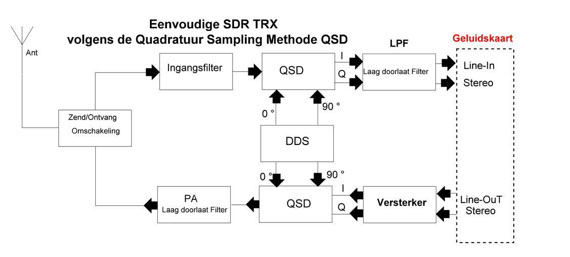 Eenvoudige SDR TRX
volgens de Quadratuur Sampling Methode QSD
Ant
Ingangsfilter
QSD
I
Q
LPF
Laag doorlaat Filter
Geluidskaart
Line-In
Stereo
Zend/Ontvang
Omschakeling
0 °
90 °
DDS
0 °
90 °
PA
Laag doorlaat Filter
QSD
I
Q
Versterker
Line-OuT
Stereo